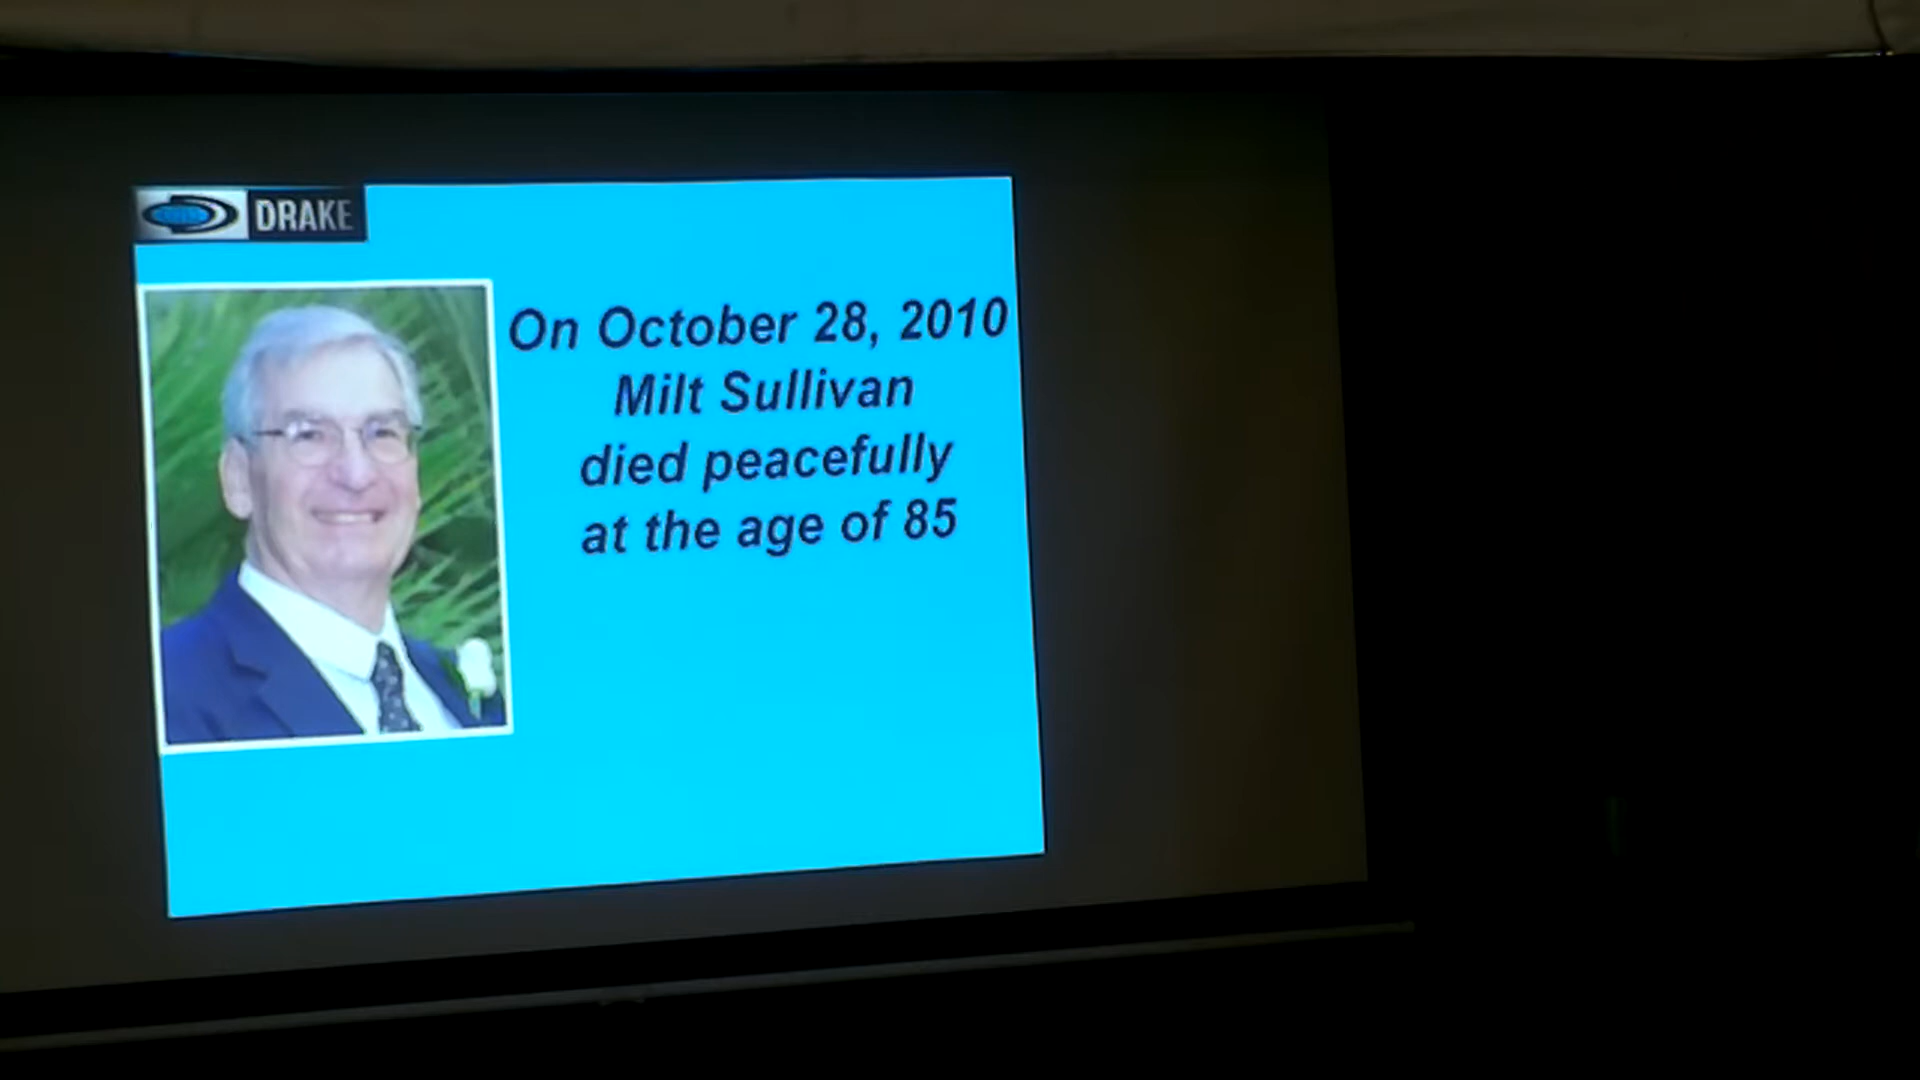 DRAKE
On October 28, 2010
Milt Sullivan
died peacefully
at the age of 85